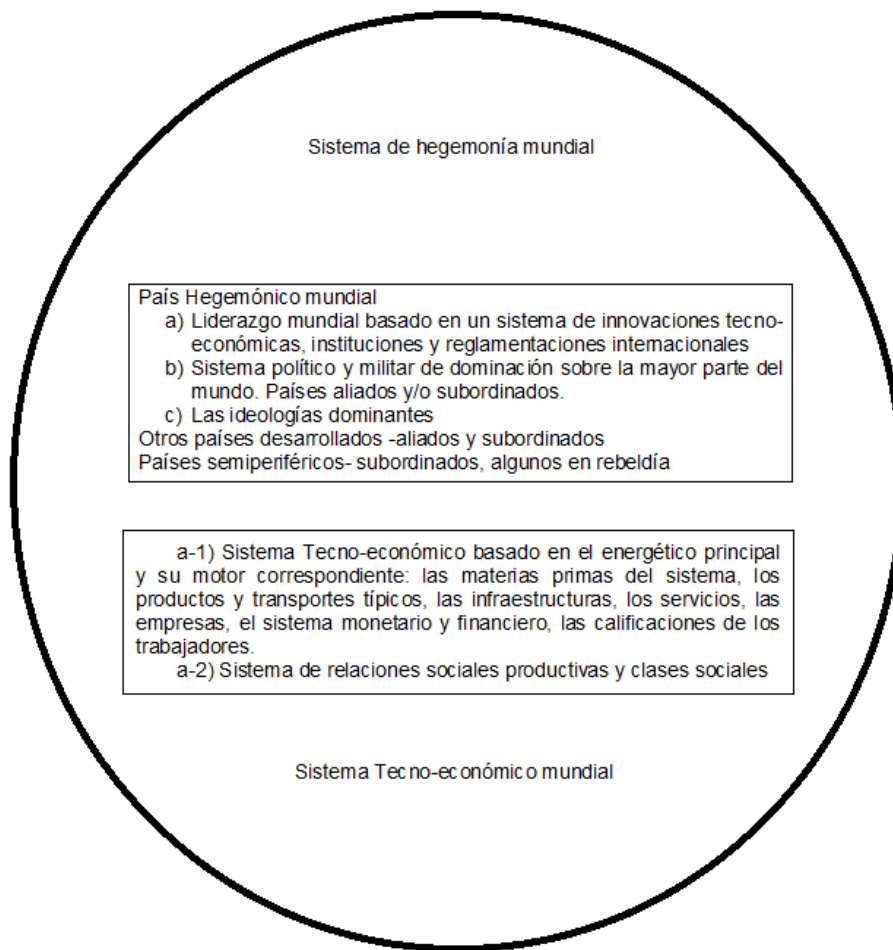 Sistema de hegemonía mundial
País Hegemónico mundial
a) Liderazgo mundial basado en un sistema de innovaciones tecno-
económicas, instituciones y reglamentaciones internacionales
b) Sistema político y militar de dominación sobre la mayor parte del
mundo. Países aliados y/o subordinados.
c) Las ideologías dominantes
Otros países desarrollados -aliados y subordinados
Países semiperiféricos- subordinados, algunos en rebeldía
a-1) Sistema Tecno-económico basado en el energético principal
y su motor correspondiente: las materias primas del sistema, los
productos y transportes típicos, las infraestructuras, los servicios, las
empresas, el sistema monetario y financiero, las calificaciones de los
trabajadores.
a-2) Sistema de relaciones sociales productivas y clases sociales
Sistema Tecno-económico mundial